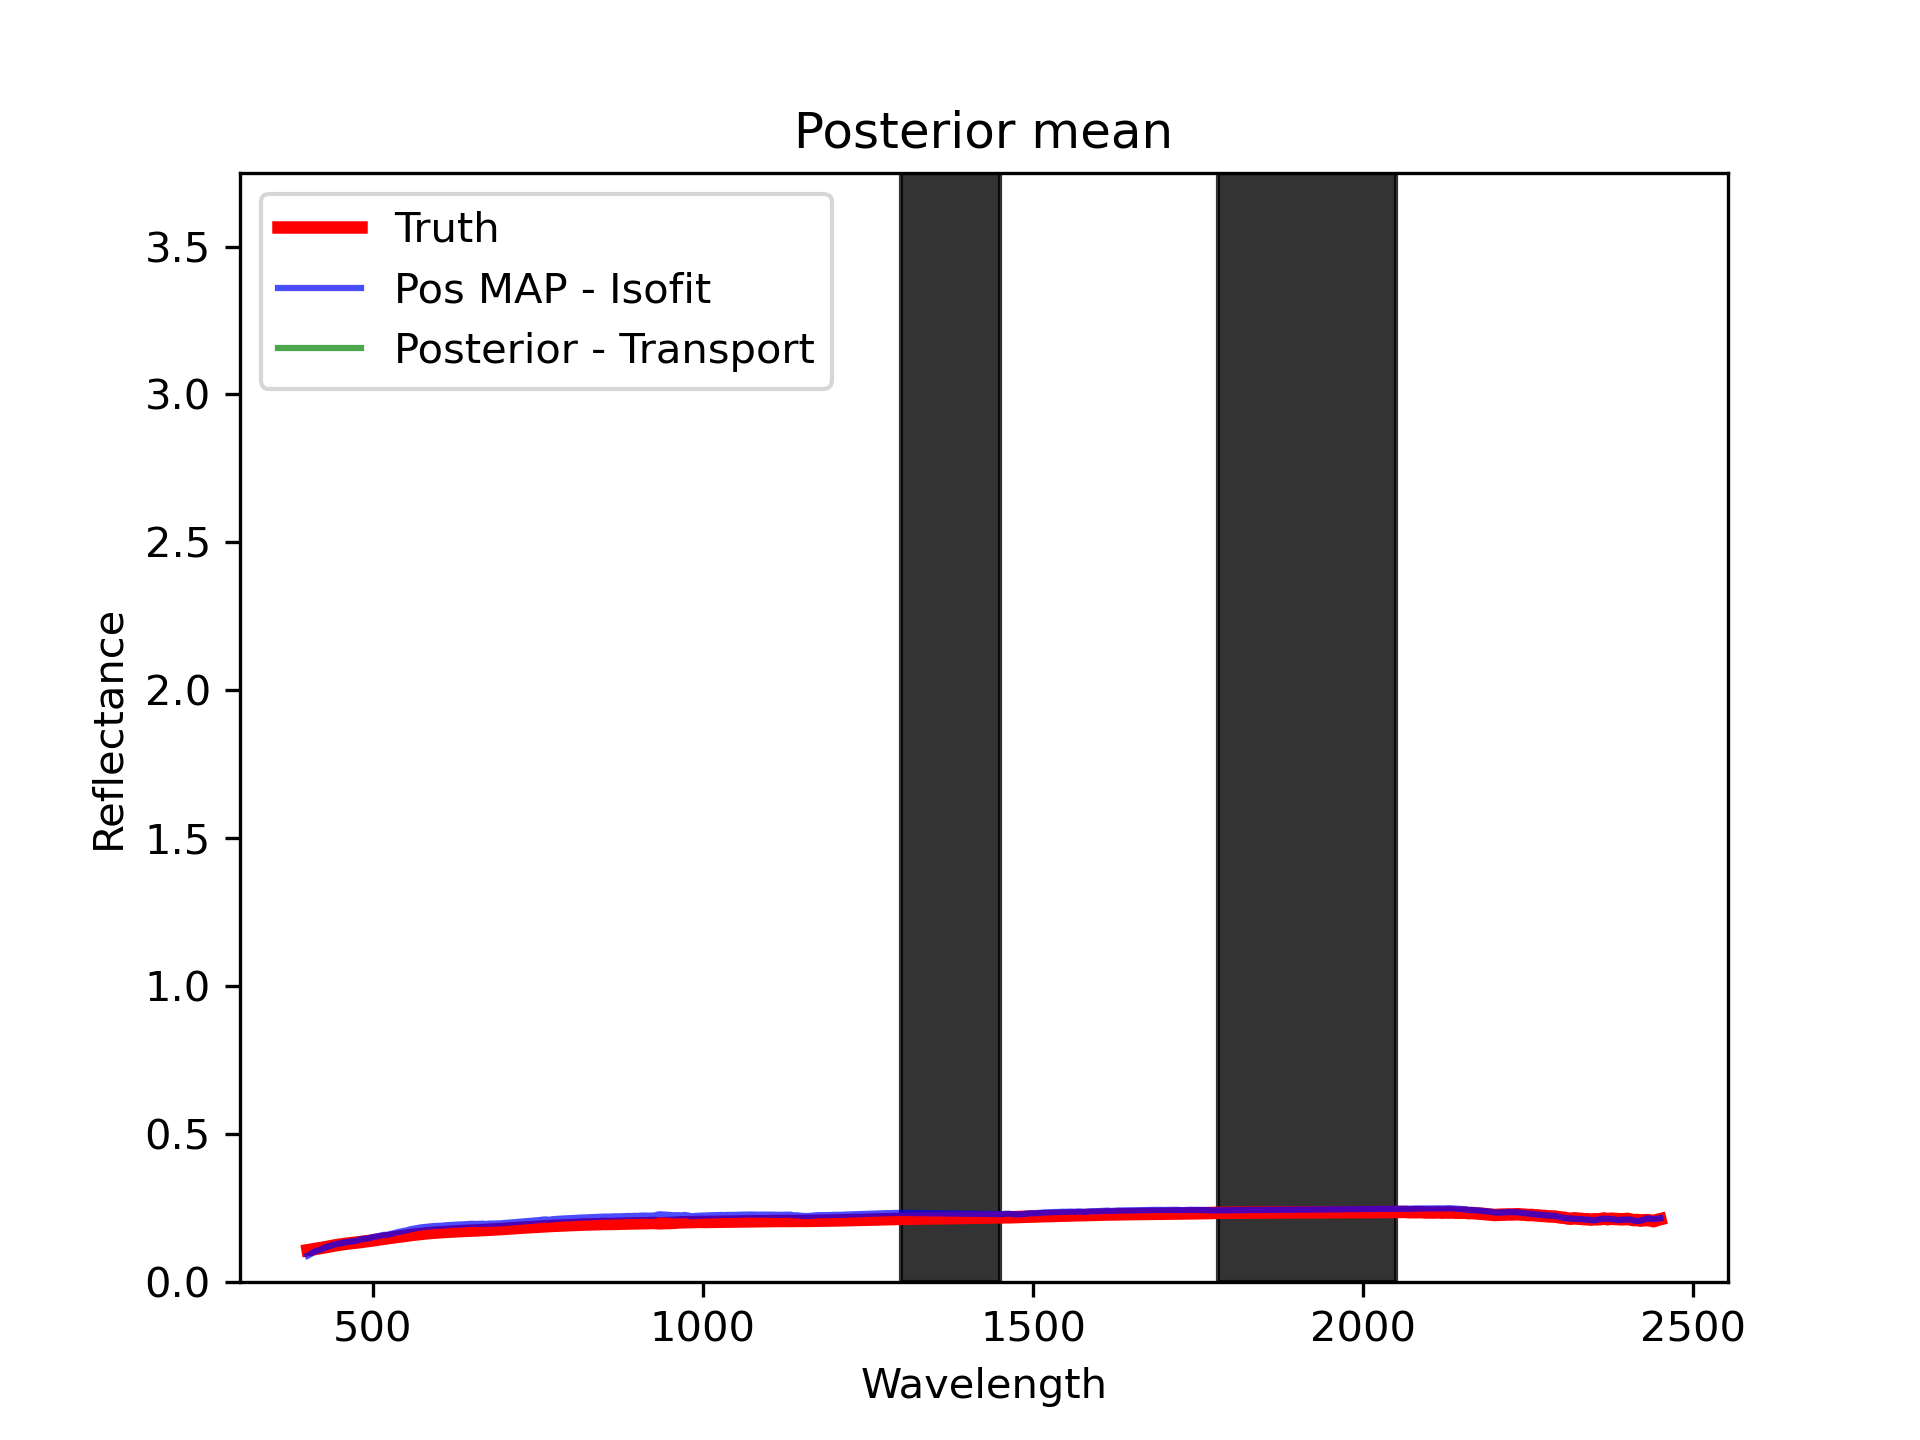 Posterior mean
Truth
Pos MAP - Isofit
Posterior - Transport
Reflectance
3.5
3.0
2.5
2.0
1.5
1.0
0.5
0.0
500 1000 1500 2000 2500
Wavelength